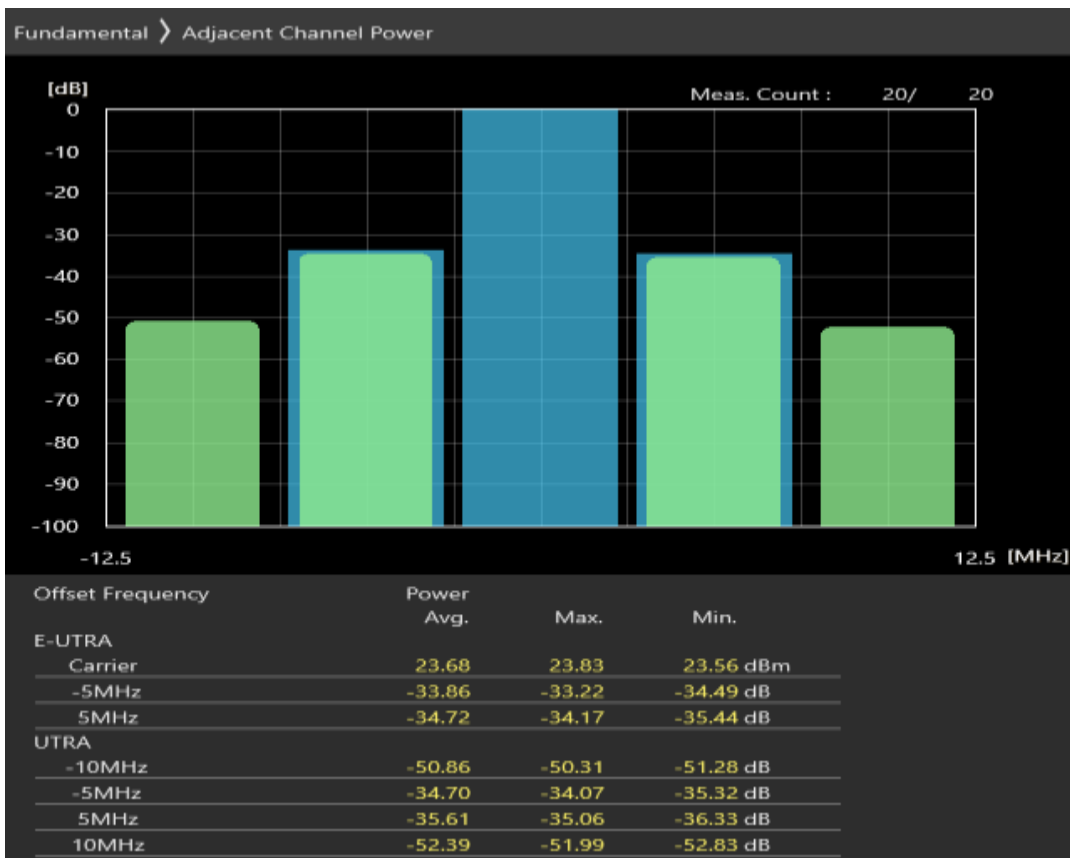 Fundamental 〉 Adjacent Channel Power
[dB]
Meas. Count : 20/ 20
0
-10
-20
-30
-40
-50
-60
-70
-80
-90
-100
-12.5 12.5 [MHz]
Offset Frequency Power
Avg. Max. Min.
E-UTRA
Carrier 23.68 23.83 23.56 dBm
-5MHz -33.86 -33.22 -34.49 dB
5MHz -34.72 -34.17 -35.44 dB
UTRA
-10MHz -50.86 -50.31 -51.28 dB
-5MHz -34.70 -34.07 -35.32 dB
5MHz -35.61 -35.06 -36.33 dB
10MHz -52.39 -51.99 -52.83 dB